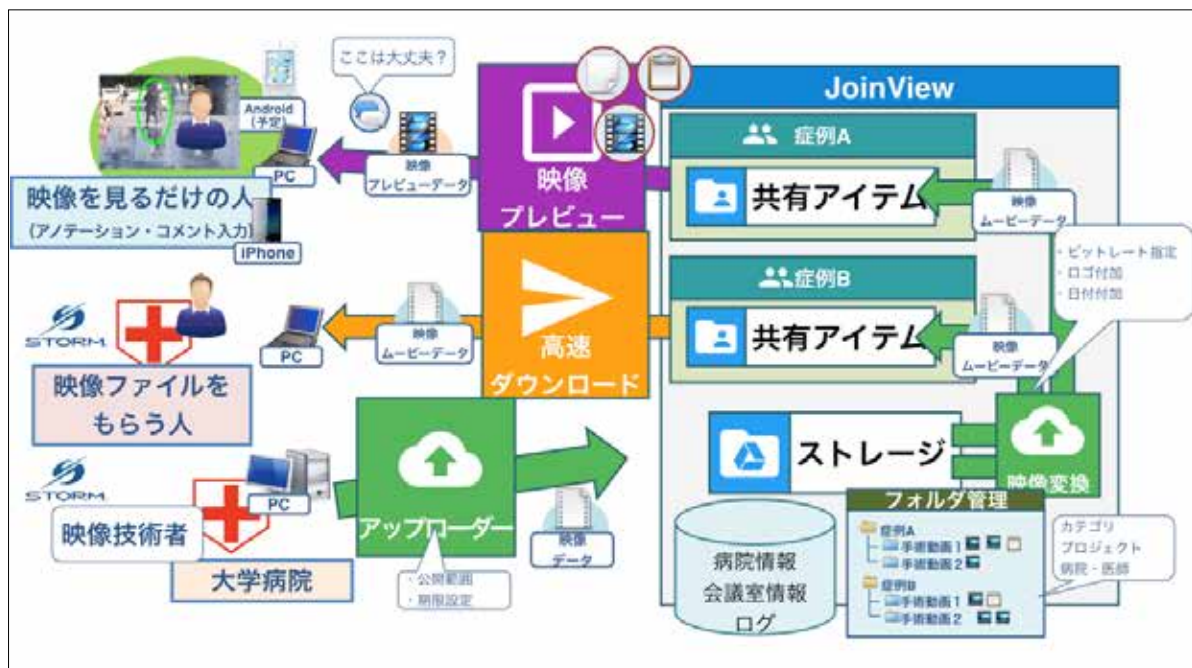 ここは大丈夫？
Android
(予定)
PC
映像
プレビューデータ
映像を見るだけの人
(アノテーション・コメント入力)
iPhone
映像
プレビュー
JoinView
症例A
共有アイテム
映像
ムービーデータ
・ビットレート指定
・ロゴ付加
・日付付加
STORM
PC
映像
ムービーデータ
映像ファイルを
もらう人
高速
ダウンロード
症例B
共有アイテム
映像
ムービーデータ
STORM
PC
映像技術者
大学病院
アップローダー
・公開範囲
・期限設定
映像
データ
ストレージ
映像変換
病院情報
会議室情報
ログ
フォルダ管理
症例A
手術動画1
手術動画2
症例B
手術動画1
手術動画2
カテゴリ
プロジェクト
病院・医師